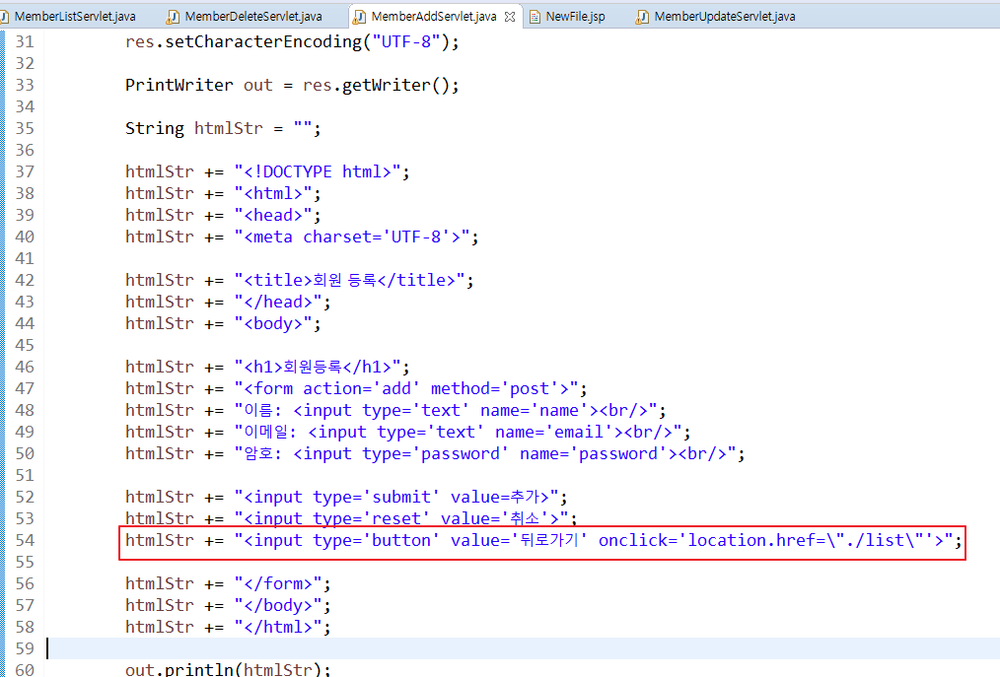 MemberListServlet.java MemberDeleteServlet.java MemberAddServlet.java NewFile.jsp MemberUpdateServlet.java
31 res.setCharacterEncoding("UTF-8");
32
33 PrintWriter out = res.getWriter();
34
35 String htmlStr = "";
36
37 htmlStr += "<!DOCTYPE html>";
38 htmlStr += "<html>";
39 htmlStr += "<head>";
40 htmlStr += "<meta charset='UTF-8'>";
41
42 htmlStr += "<title>회원 등록</title>";
43 htmlStr += "</head>";
44 htmlStr += "<body>";
45
46 htmlStr += "<h1>회원등록</h1>";
47 htmlStr += "<form action='add' method='post'>";
48 htmlStr += "이름: <input type='text' name='name'><br/>";
49 htmlStr += "이메일: <input type='text' name='email'><br/>";
50 htmlStr += "암호: <input type='password' name='password'><br/>";
51
52 htmlStr += "<input type='submit' value=추가>";
53 htmlStr += "<input type='reset' value='취소'>";
54 htmlStr += "<input type='button' value='뒤로가기' onclick='location.href=\"./list\"'>";
55
56 htmlStr += "</form>";
57 htmlStr += "</body>";
58 htmlStr += "</html>";
59
60 out.println(htmlStr);